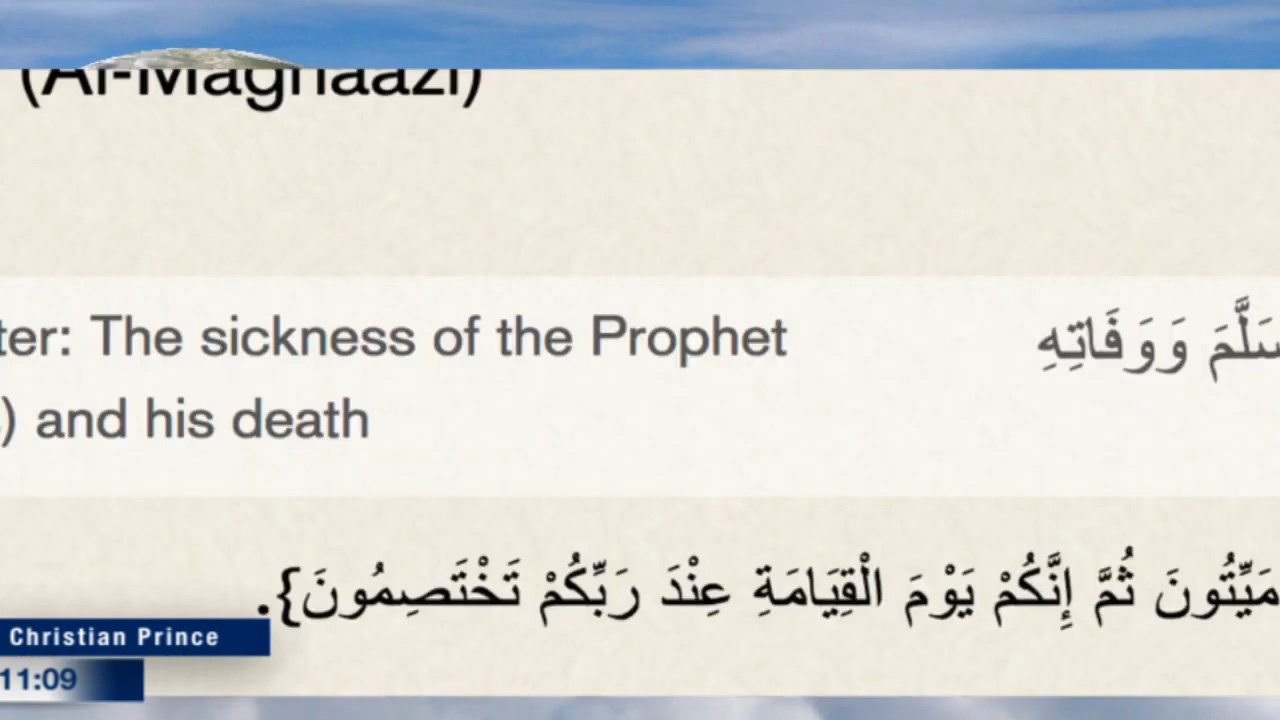 (Al-Maghaazi)
ter: The sickness of the Prophet
سَلَّمَ وَوَفَاتِهِ
) and his death
مَيِّتُونَ ثُمَّ إِنَّكُمْ يَوْمَ الْقِيَامَةِ عِنْدَ رَبِّكُمْ تَخْتَصِمُونَ}.
Christian Prince
11:09